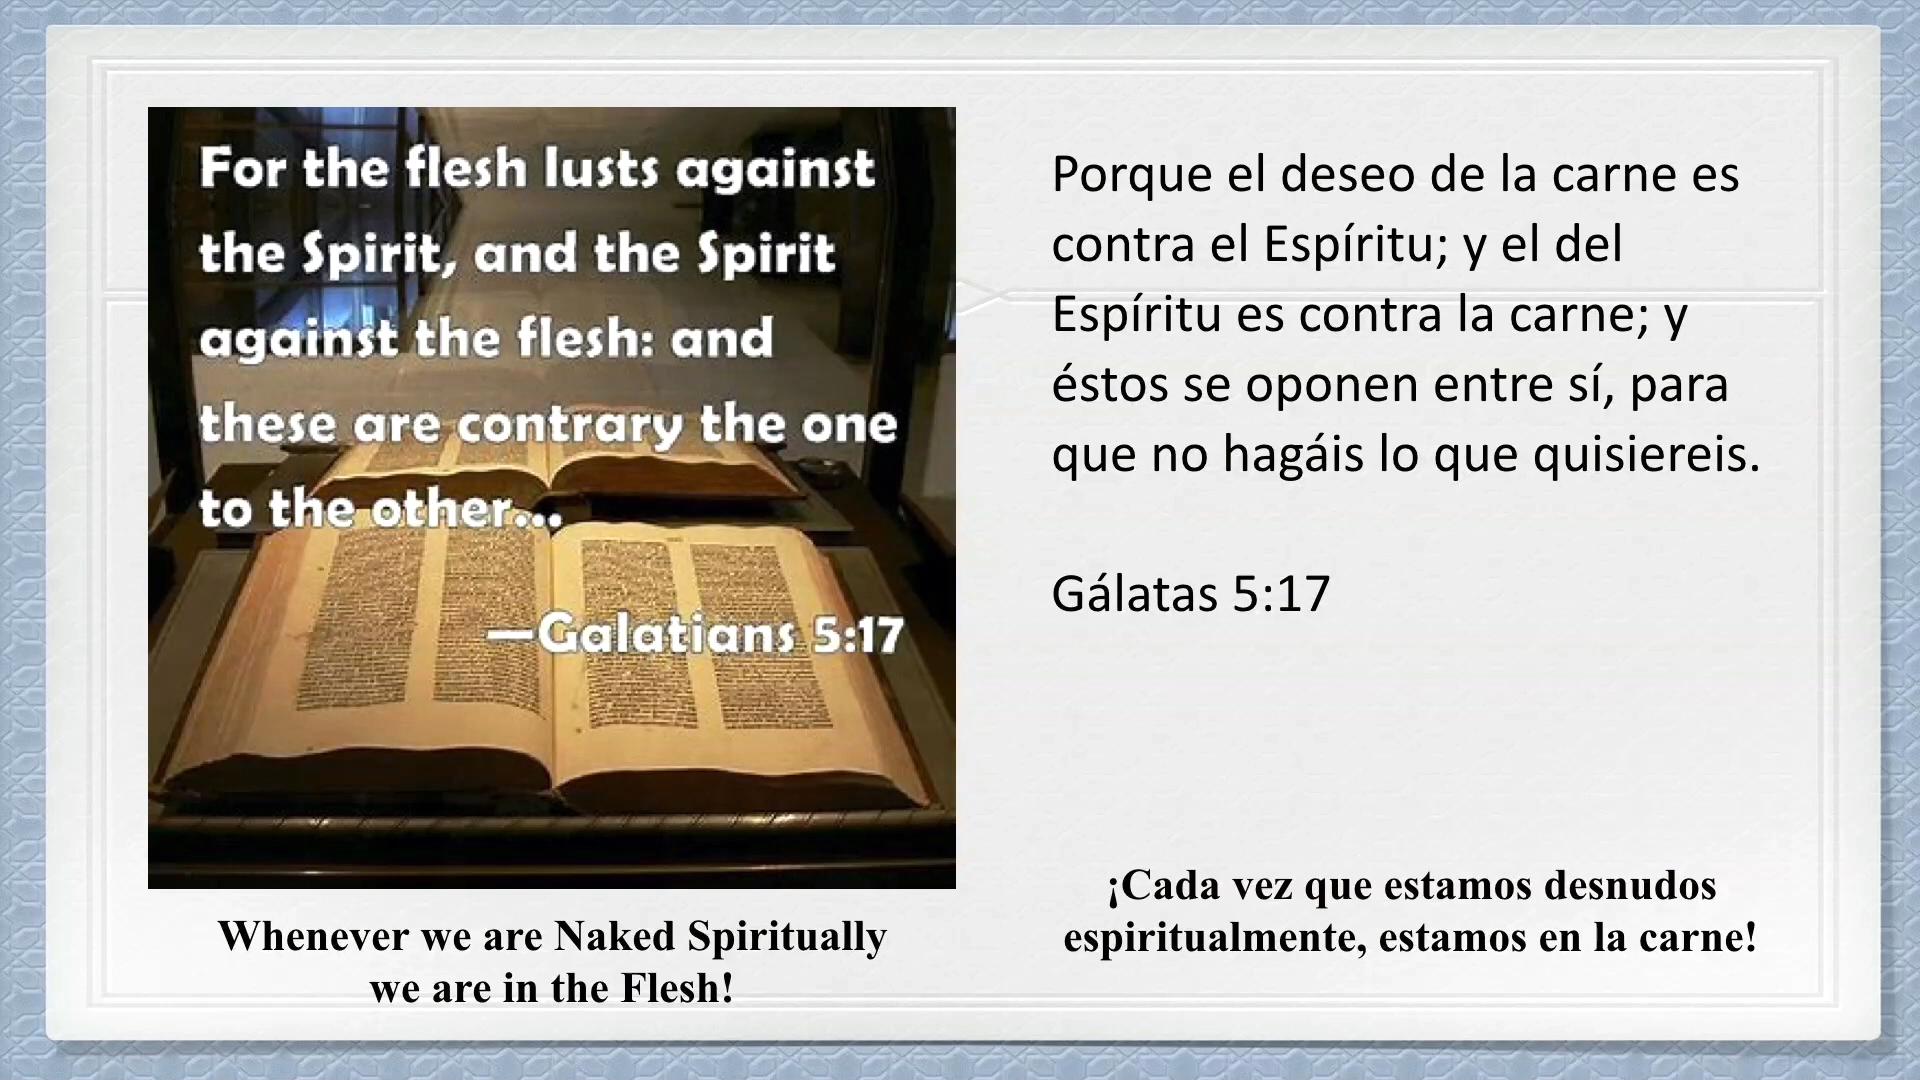 For the flesh lusts against
the Spirit, and the Spirit
against the flesh: and
these are contrary the one
to the other...
—Galatians 5:17
Whenever we are Naked Spiritually
we are in the Flesh!
Porque el deseo de la carne es
contra el Espíritu; y el del
Espíritu es contra la carne; y
éstos se oponen entre sí, para
que no hagáis lo que quisiereis.
Gálatas 5:17
¡Cada vez que estamos desnudos
espiritualmente, estamos en la carne!